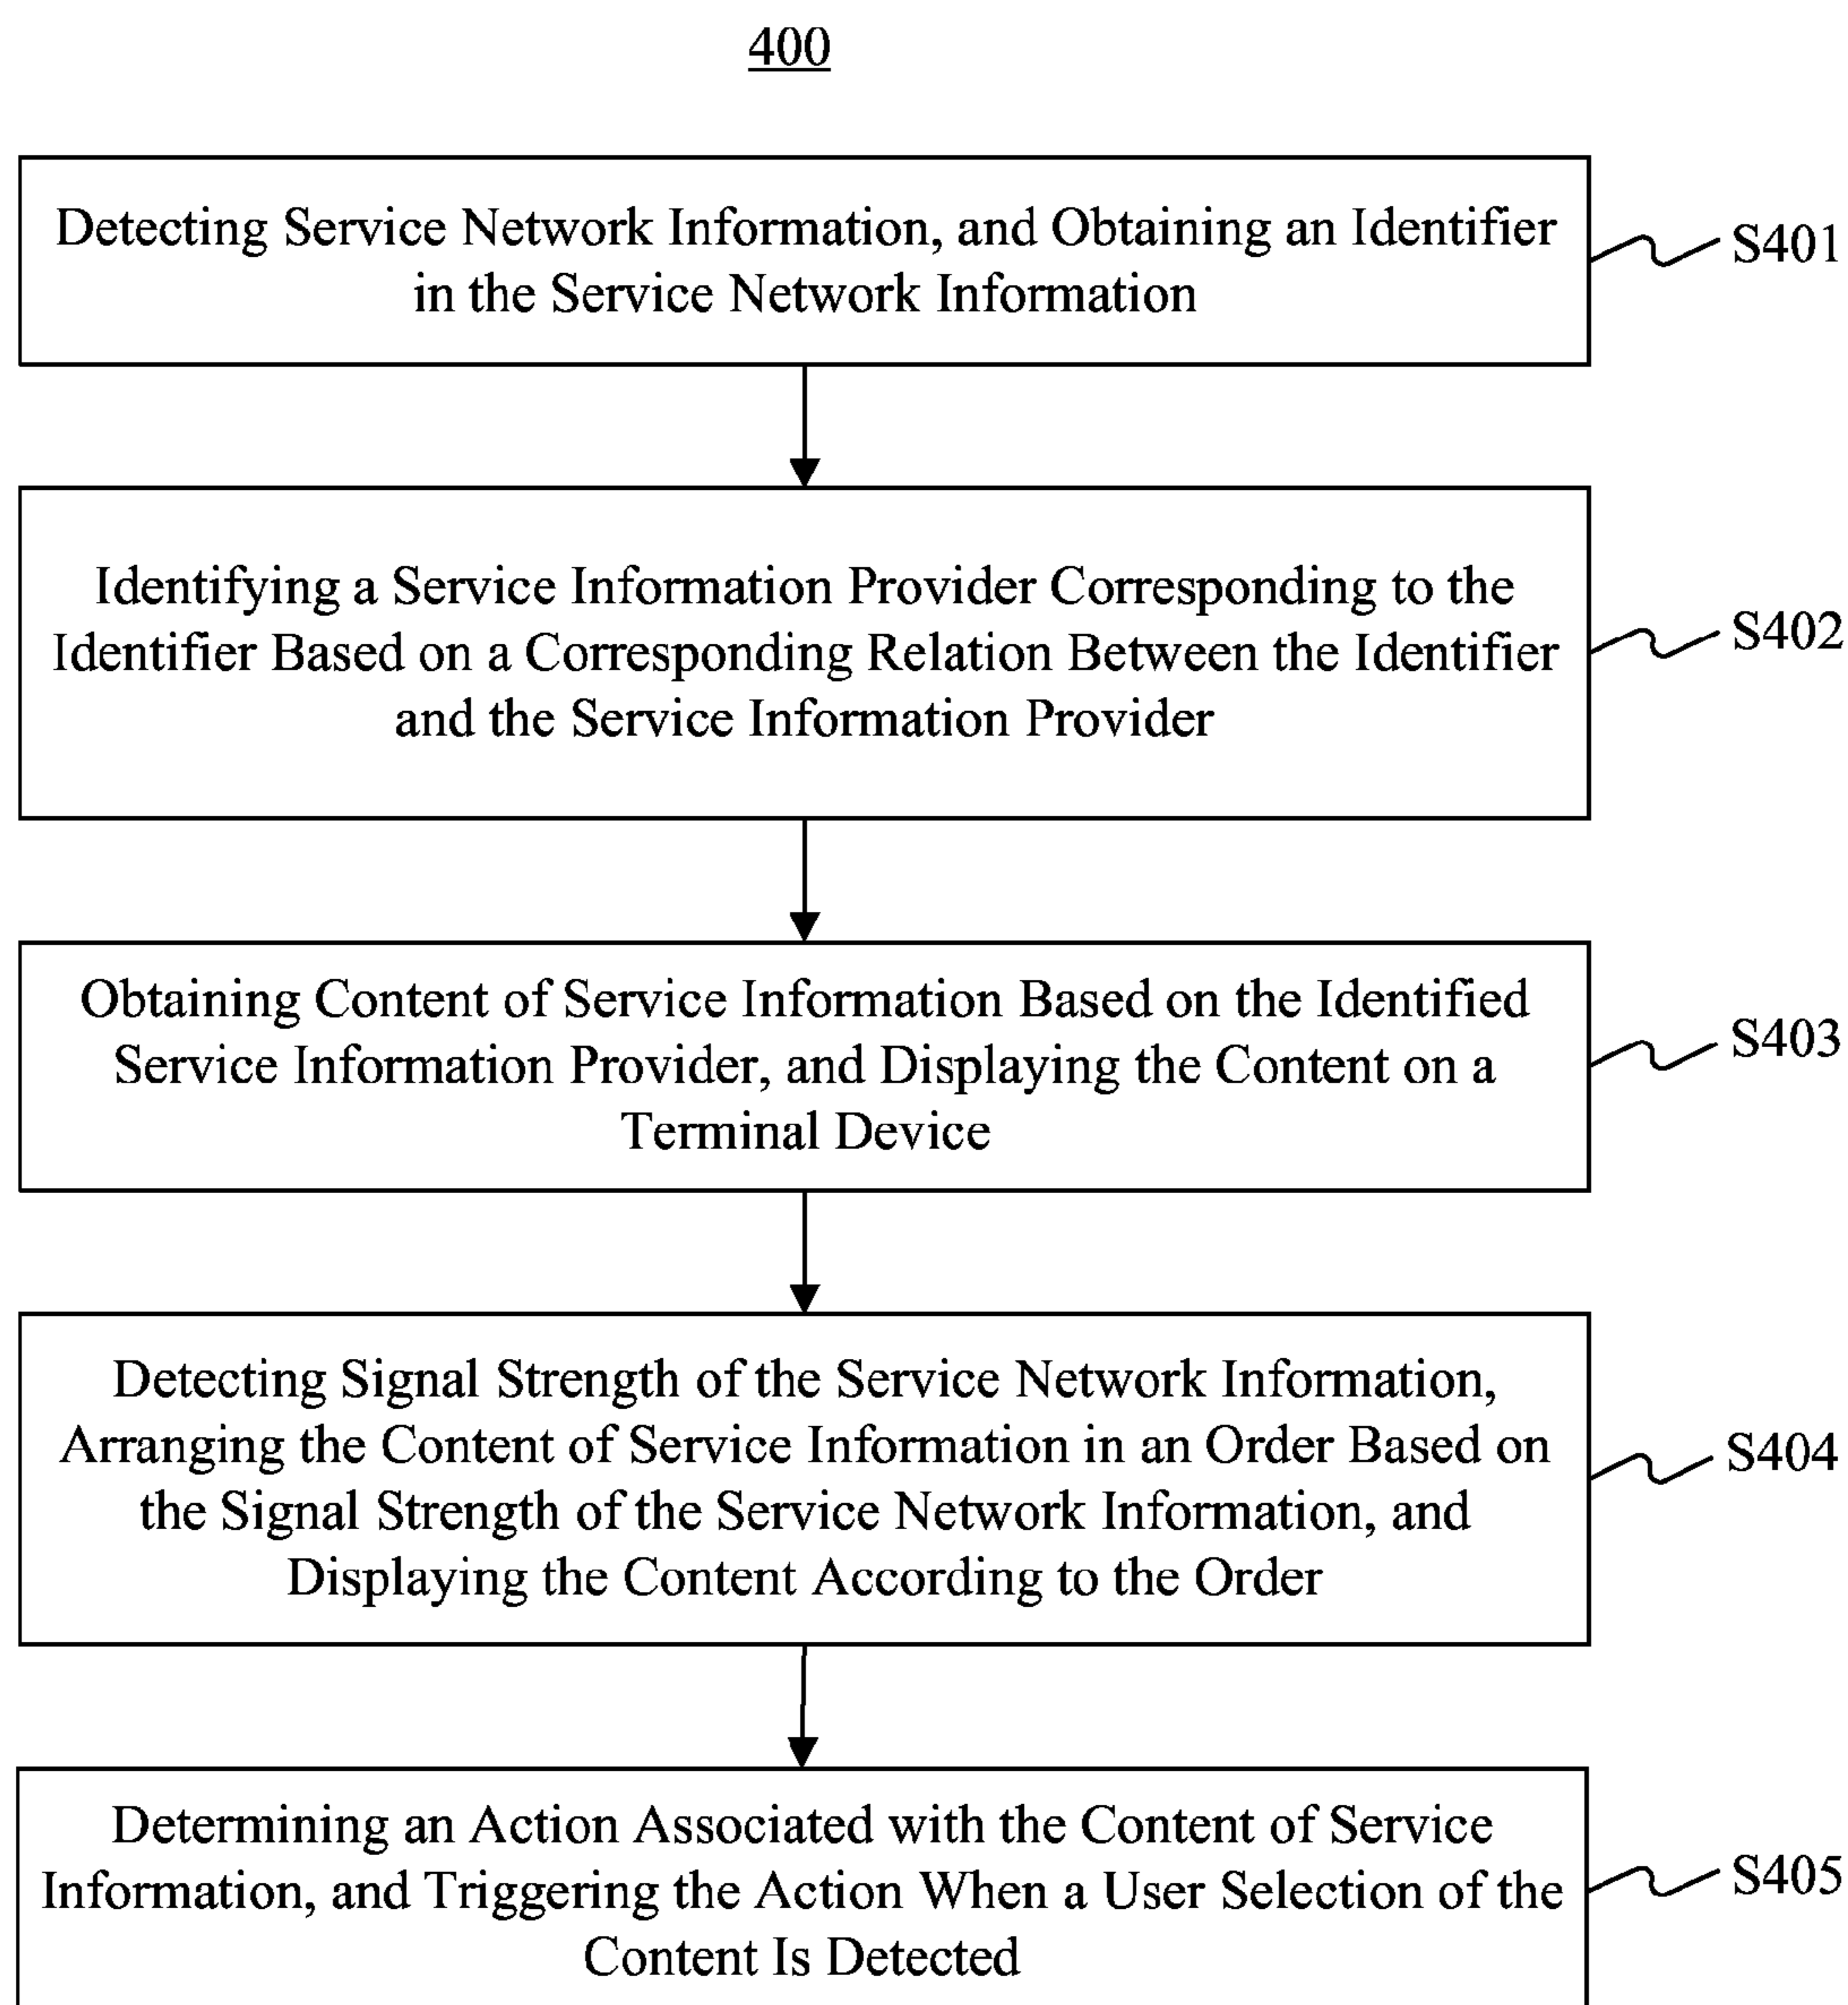 400
Detecting Service Network Information, and Obtaining an Identifier
in the Service Network Information
S401
Identifying a Service Information Provider Corresponding to the
Identifier Based on a Corresponding Relation Between the Identifier
and the Service Information Provider
S402
Obtaining Content of Service Information Based on the Identified
Service Information Provider, and Displaying the Content on a
Terminal Device
S403
Detecting Signal Strength of the Service Network Information,
Arranging the Content of Service Information in an Order Based on
the Signal Strength of the Service Network Information, and
Displaying the Content According to the Order
S404
Determining an Action Associated with the Content of Service
Information, and Triggering the Action When a User Selection of the
Content Is Detected
S405